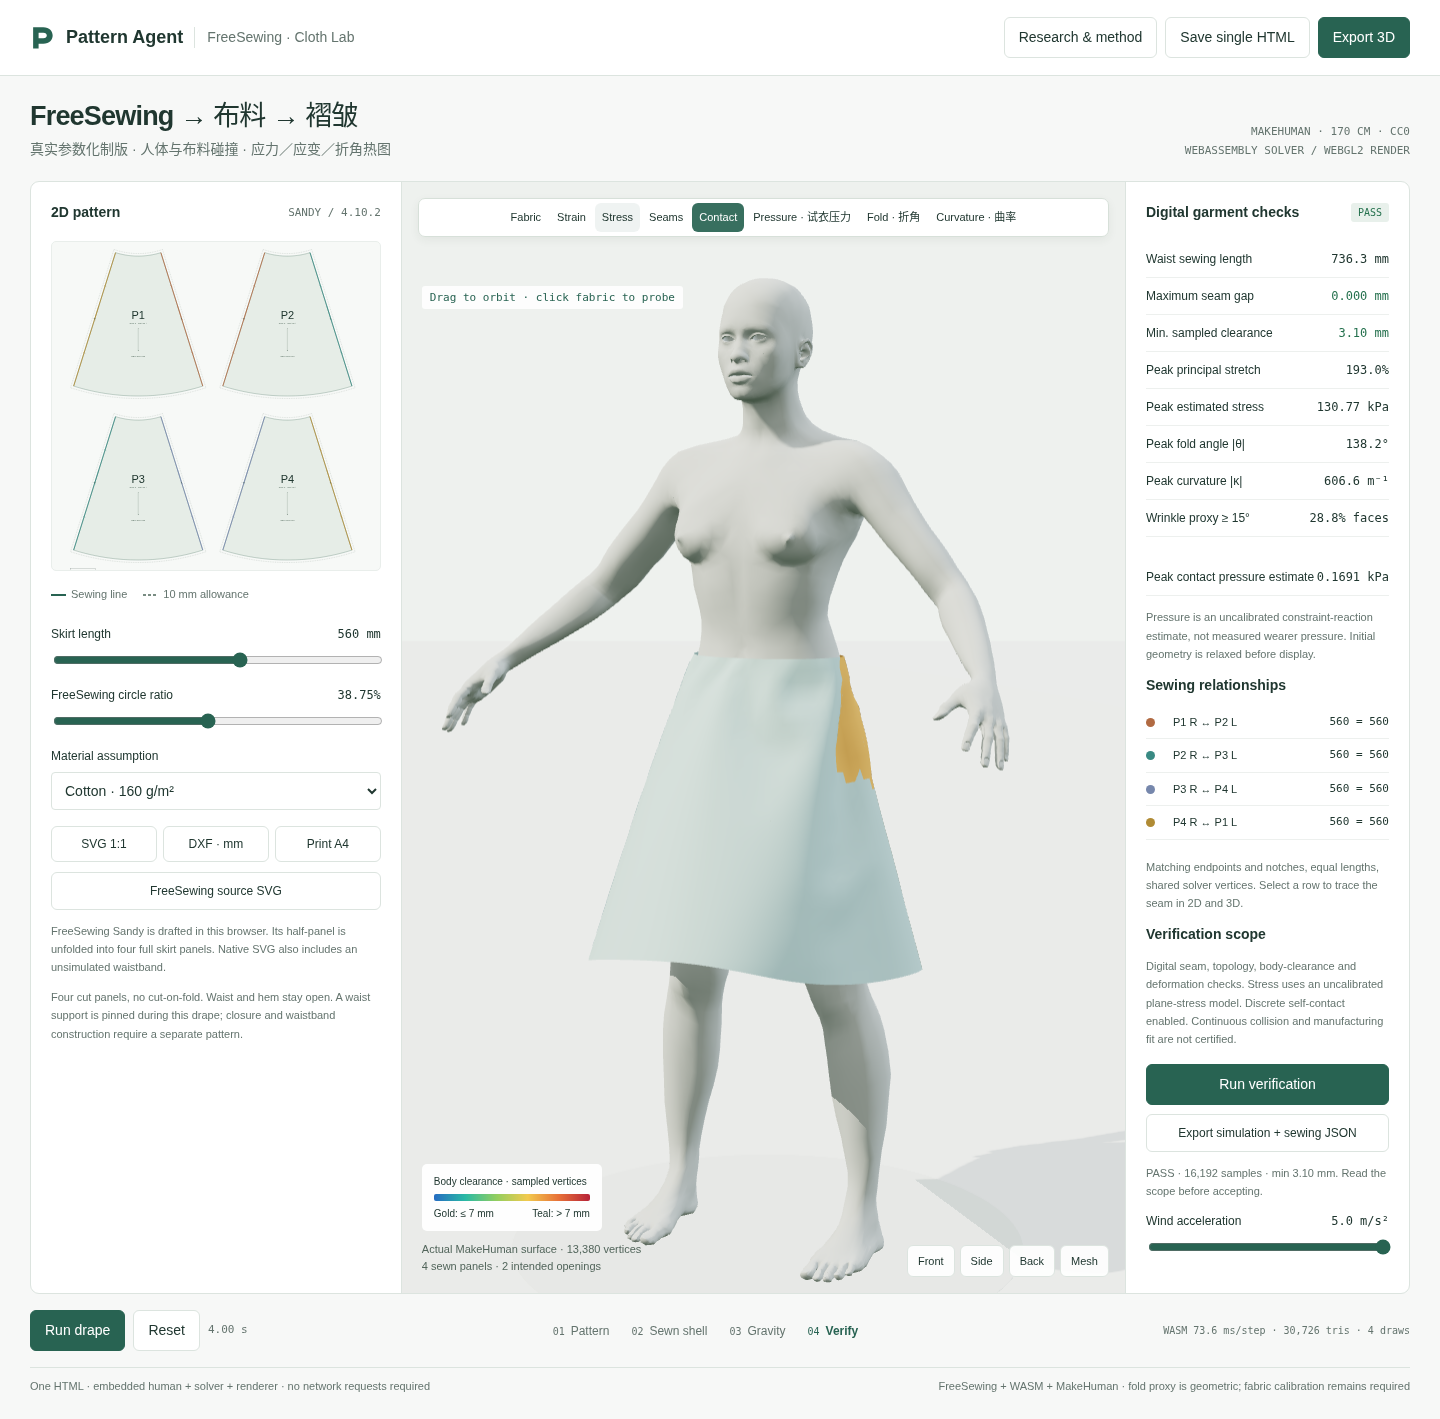 Pattern Agent
FreeSewing · Cloth Lab
Research & method
Save single HTML
Export 3D
FreeSewing → 布料 → 褶皱
真实参数化制版 · 人体与布料碰撞 · 应力／应变／折角热图
MAKEHUMAN · 170 CM · CC0
WEBASSEMBLY SOLVER / WEBGL2 RENDER
2D pattern
SANDY / 4.10.2
P1
P2
P3
P4
Sewing line
10 mm allowance
Skirt length
560 mm
FreeSewing circle ratio
38.75%
Material assumption
Cotton · 160 g/m²
SVG 1:1
DXF · mm
Print A4
FreeSewing source SVG
FreeSewing Sandy is drafted in this browser. Its half-panel is
unfolded into four full skirt panels. Native SVG also includes an
unsimulated waistband.
Four cut panels, no cut-on-fold. Waist and hem stay open. A waist
support is pinned during this drape; closure and waistband
construction require a separate pattern.
Fabric
Strain
Stress
Seams
Contact
Pressure · 试衣压力
Fold · 折角
Curvature · 曲率
Drag to orbit · click fabric to probe
Body clearance · sampled vertices
Gold: ≤ 7 mm
Teal: > 7 mm
Actual MakeHuman surface · 13,380 vertices
4 sewn panels · 2 intended openings
Front
Side
Back
Mesh
Digital garment checks
PASS
Waist sewing length
736.3 mm
Maximum seam gap
0.000 mm
Min. sampled clearance
3.10 mm
Peak principal stretch
193.0%
Peak estimated stress
130.77 kPa
Peak fold angle |θ|
138.2°
Peak curvature |κ|
606.6 m⁻¹
Wrinkle proxy ≥ 15°
28.8% faces
Peak contact pressure estimate
0.1691 kPa
Pressure is an uncalibrated constraint-reaction
estimate, not measured wearer pressure. Initial
geometry is relaxed before display.
Sewing relationships
P1 R ↔ P2 L
560 = 560
P2 R ↔ P3 L
560 = 560
P3 R ↔ P4 L
560 = 560
P4 R ↔ P1 L
560 = 560
Matching endpoints and notches, equal lengths,
shared solver vertices. Select a row to trace the
seam in 2D and 3D.
Verification scope
Digital seam, topology, body-clearance and
deformation checks. Stress uses an uncalibrated
plane-stress model. Discrete self-contact
enabled. Continuous collision and manufacturing
fit are not certified.
Run verification
Export simulation + sewing JSON
PASS · 16,192 samples · min 3.10 mm. Read the
scope before accepting.
Wind acceleration
5.0 m/s²
Run drape
Reset
4.00 s
01 Pattern
02 Sewn shell
03 Gravity
04 Verify
WASM 73.6 ms/step · 30,726 tris · 4 draws
One HTML · embedded human + solver + renderer · no network requests required
FreeSewing + WASM + MakeHuman · fold proxy is geometric; fabric calibration remains required